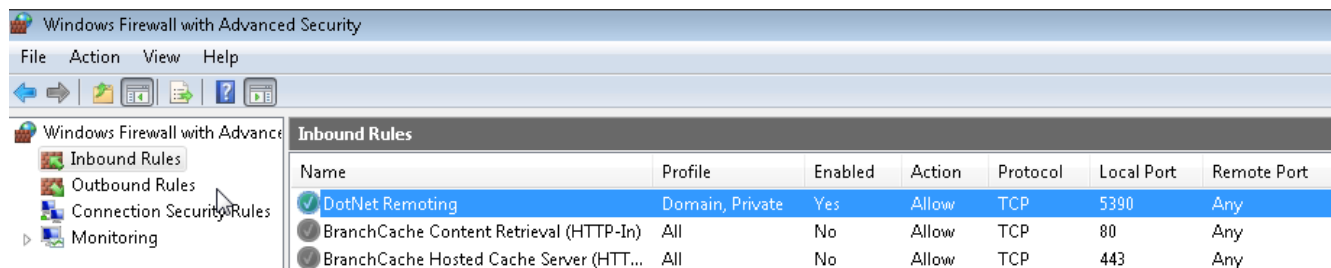 Windows Firewall with Advanced Security
File Action View Help
Windows Firewall with Advance
Inbound Rules
Outbound Rules
Connection Security Rules
Monitoring
Inbound Rules
Name Profile Enabled Action Protocol Local Port Remote Port
DotNet Remoting Domain, Private Yes Allow TCP 5390 Any
BranchCache Content Retrieval (HTTP-In) All No Allow TCP 80 Any
BranchCache Hosted Cache Server (HTT... All No Allow TCP 443 Any